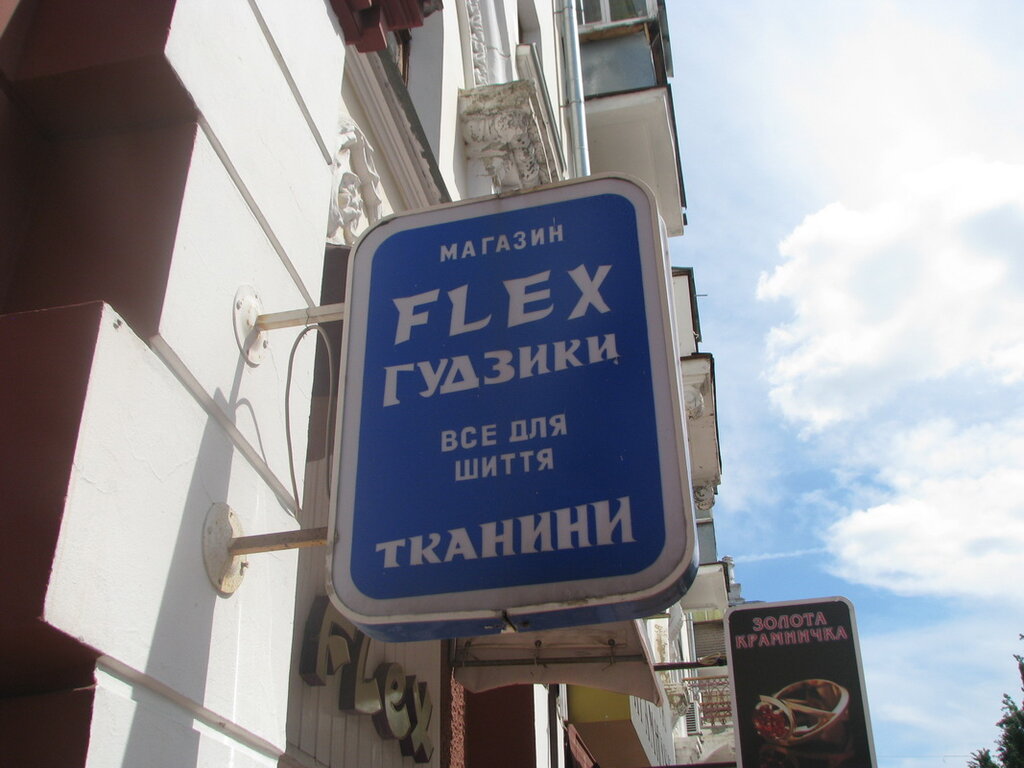 МАГАЗИН
FLEX
ГУДЗИКИ
ВСЕ ДЛЯ
ШИТТЯ
ТКАНИНИ
Flex
ЗОЛОТА
КРАМНИЧКА